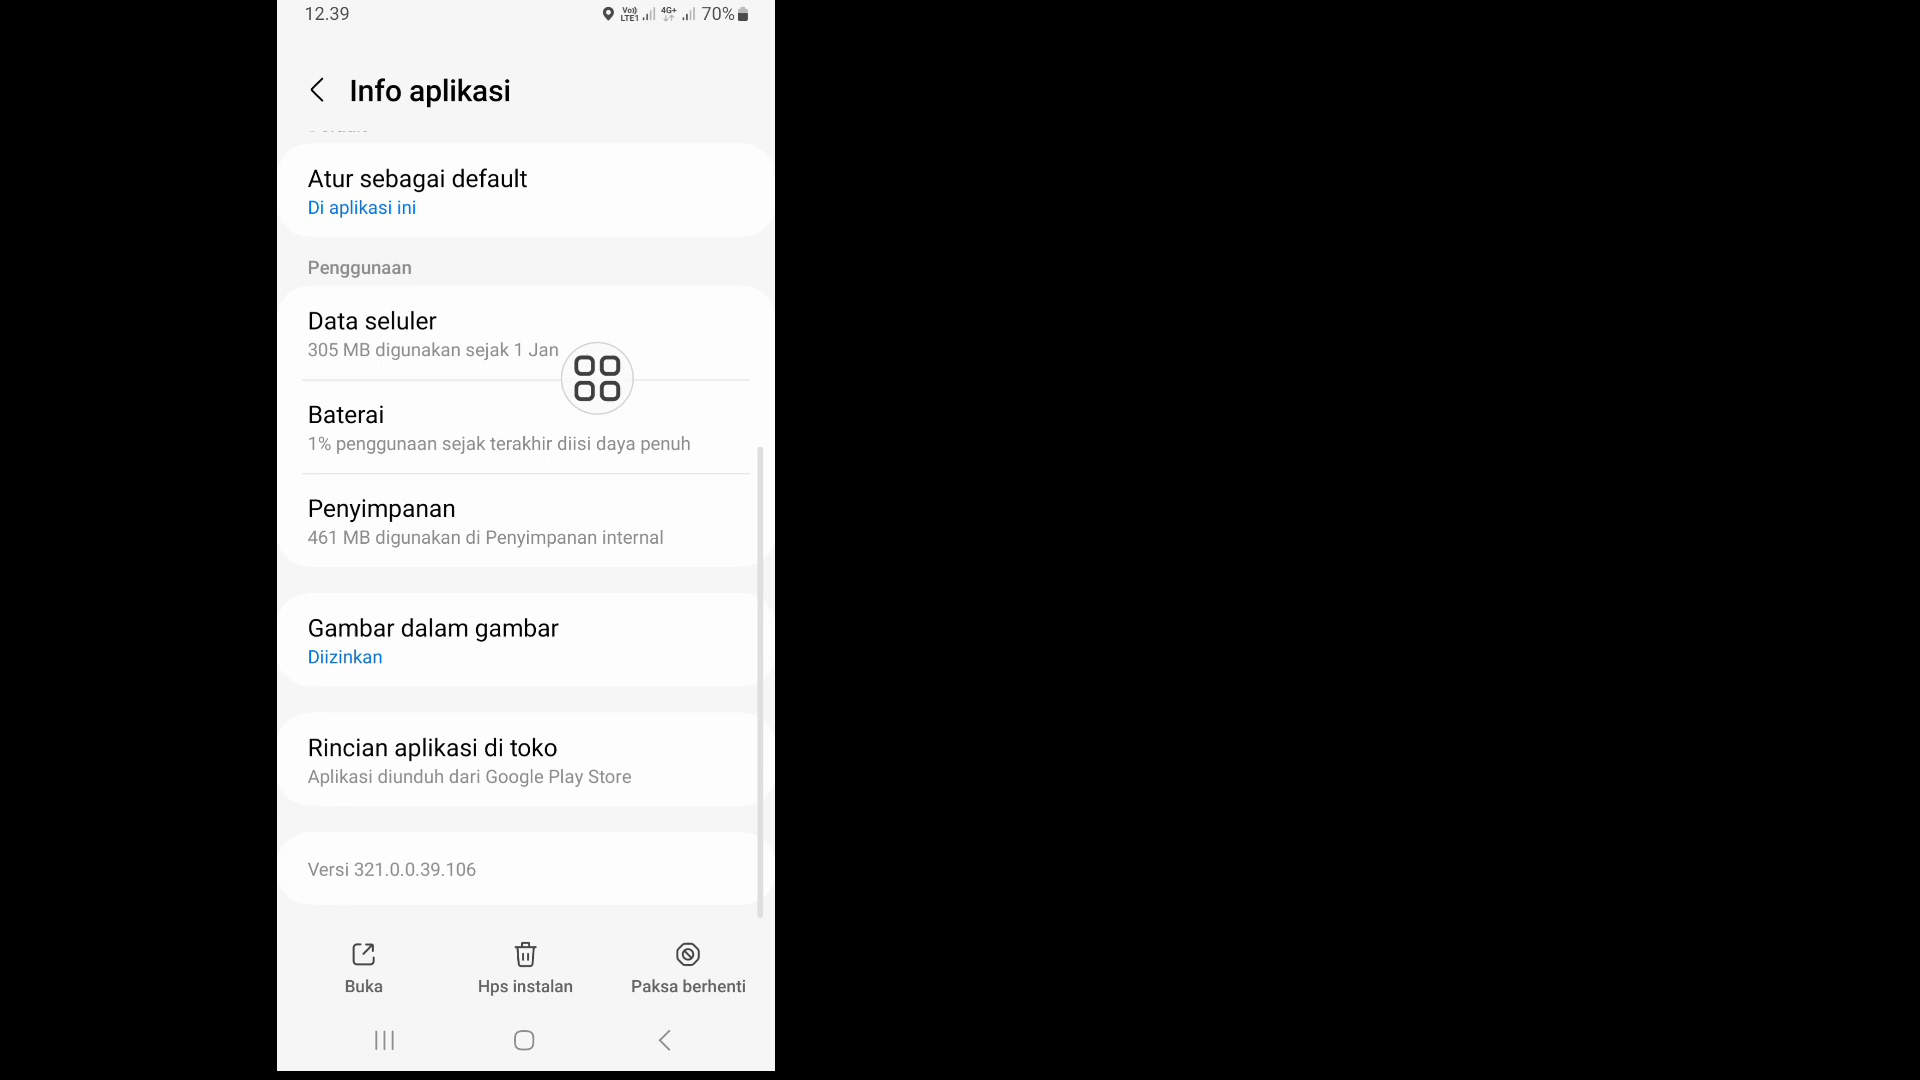 12.39
Vo)) LTE1 4G+ 70%
Info aplikasi
Atur sebagai default
Di aplikasi ini
Penggunaan
Data seluler
305 MB digunakan sejak 1 Jan
Baterai
1% penggunaan sejak terakhir diisi daya penuh
Penyimpanan
461 MB digunakan di Penyimpanan internal
Gambar dalam gambar
Diizinkan
Rincian aplikasi di toko
Aplikasi diunduh dari Google Play Store
Versi 321.0.0.39.106
Buka
Hps instalan
Paksa berhenti